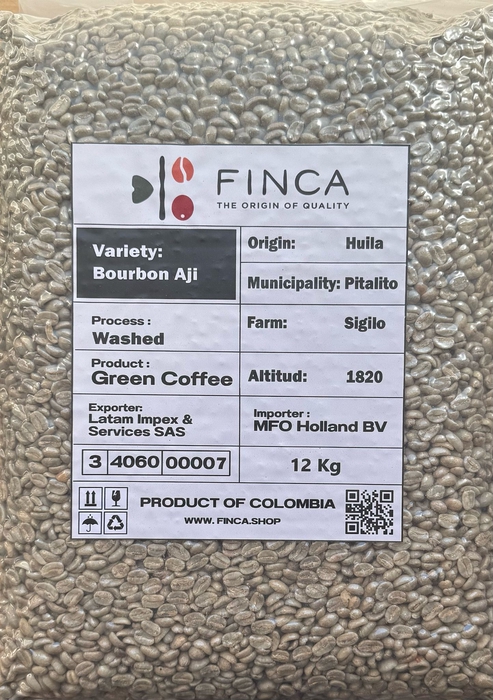 FINCA
THE ORIGIN OF QUALITY
Variety:
Bourbon Aji
Origin: Huila
Municipality: Pitalito
Process :
Washed
Farm: Sigilo
Product :
Green Coffee
Altitud: 1820
Exporter:
Latam Impex &
Services SAS
Importer :
MFO Holland BV
3 4060 00007
12 Kg
PRODUCT OF COLOMBIA
WWW. FINCA.SHOP